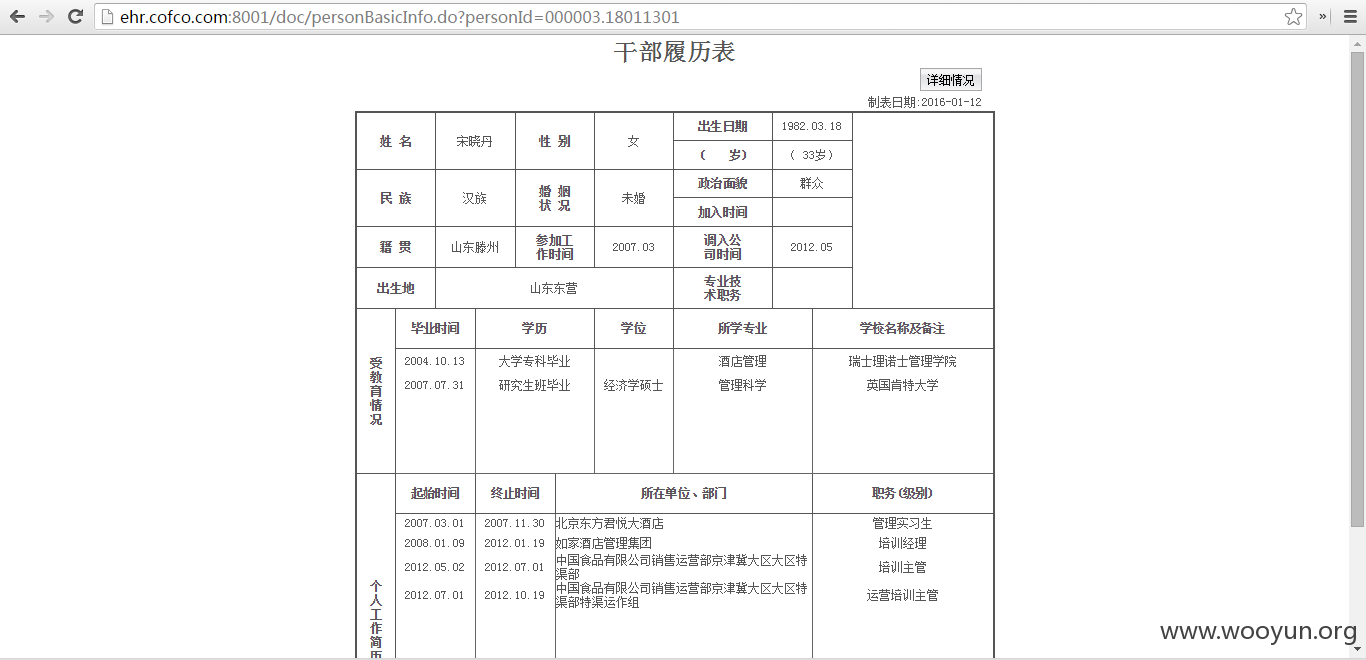 ehr.cofco.com:8001/doc/personBasicInfo.do?personId=000003.18011301
干部履历表
详细情况
制表日期:2016-01-12
姓 名 宋晓丹 性 别 女 出生日期 1982.03.18
( 岁) ( 33岁)
民 族 汉族 婚 姻 状 况 未婚 政治面貌 群众
加入时间
籍 贯 山东滕州 参加工作时间 2007.03 调入公司时间 2012.05
出生地 山东东营 专业技术职务
受教育情况
毕业时间 学历 学位 所学专业 学校名称及备注
2004.10.13 大学专科毕业 酒店管理 瑞士理诺士管理学院
2007.07.31 研究生班毕业 经济学硕士 管理科学 英国肯特大学
个人工作简历
起始时间 终止时间 所在单位、部门 职务(级别)
2007.03.01 2007.11.30 北京东方君悦大酒店 管理实习生
2008.01.09 2012.01.19 如家酒店管理集团 培训经理
2012.05.02 2012.07.01 中国食品有限公司销售运营部京津冀大区大区特渠部 培训主管
2012.07.01 2012.10.19 中国食品有限公司销售运营部京津冀大区大区特渠部特渠运作组 运营培训主管
www.wooyun.org